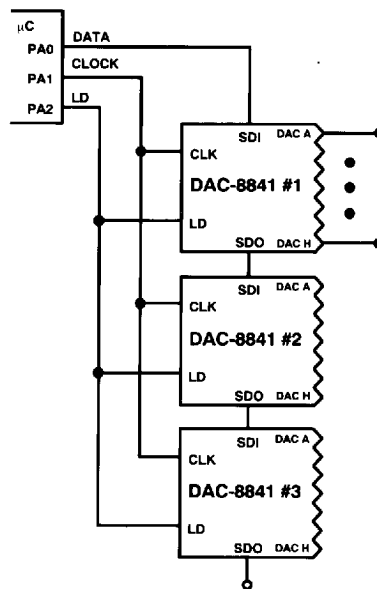 μC
DATA
PA0
CLOCK
PA1
LD
PA2
SDI DAC A
CLK
DAC-8841 #1
LD
SDO DAC H
SDI DAC A
CLK
DAC-8841 #2
LD
SDO DAC H
SDI DAC A
CLK
DAC-8841 #3
LD
SDO DAC H